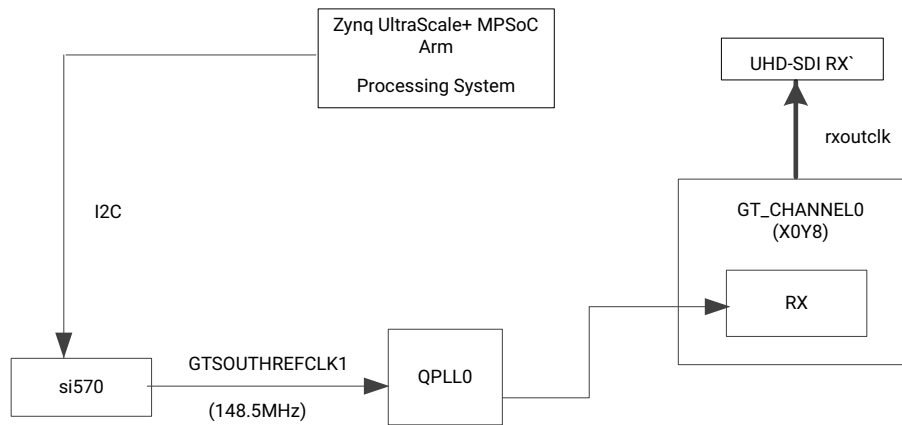 Zynq UltraScale+ MPSoC
Arm
Processing System
UHD-SDI RX`
rxoutclk
I2C
GT_CHANNEL0
(X0Y8)
RX
GTSOUTHREFCLK1
QPLL0
si570
(148.5MHz)